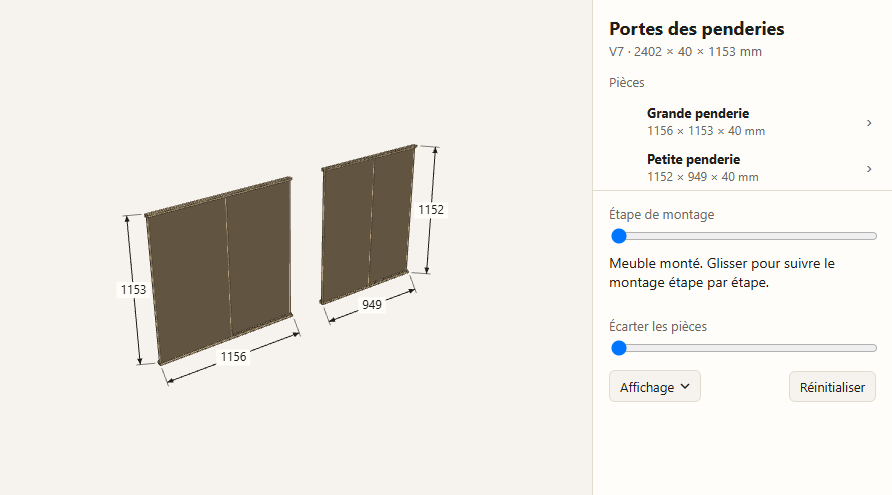 Portes des penderies
V7 · 2402 × 40 × 1153 mm
Pièces
Grande penderie
1156 × 1153 × 40 mm
Petite penderie
1152 × 949 × 40 mm
Étape de montage
Meuble monté. Glisser pour suivre le
montage étape par étape.
Écarter les pièces
Affichage
Réinitialiser
1153
1156
949
1152